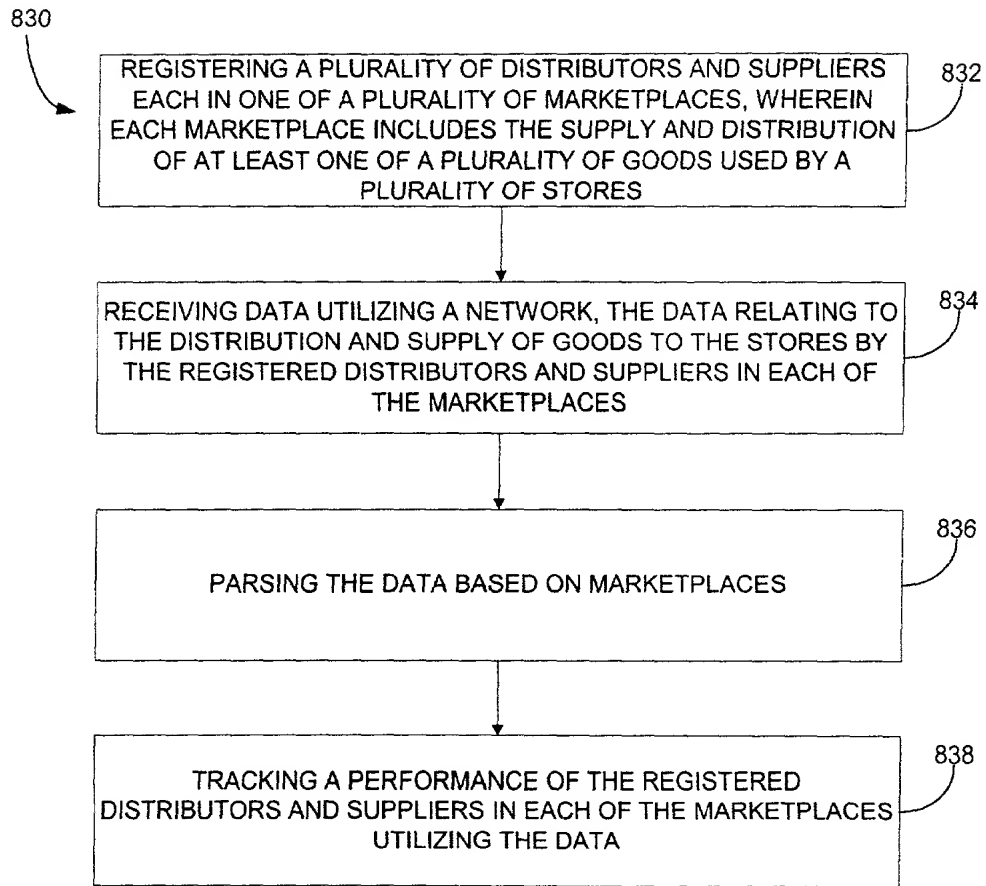 830
REGISTERING A PLURALITY OF DISTRIBUTORS AND SUPPLIERS
EACH IN ONE OF A PLURALITY OF MARKETPLACES, WHEREIN
EACH MARKETPLACE INCLUDES THE SUPPLY AND DISTRIBUTION
OF AT LEAST ONE OF A PLURALITY OF GOODS USED BY A
PLURALITY OF STORES
832
RECEIVING DATA UTILIZING A NETWORK, THE DATA RELATING TO
THE DISTRIBUTION AND SUPPLY OF GOODS TO THE STORES BY
THE REGISTERED DISTRIBUTORS AND SUPPLIERS IN EACH OF
THE MARKETPLACES
834
PARSING THE DATA BASED ON MARKETPLACES
836
TRACKING A PERFORMANCE OF THE REGISTERED
DISTRIBUTORS AND SUPPLIERS IN EACH OF THE MARKETPLACES
UTILIZING THE DATA
838